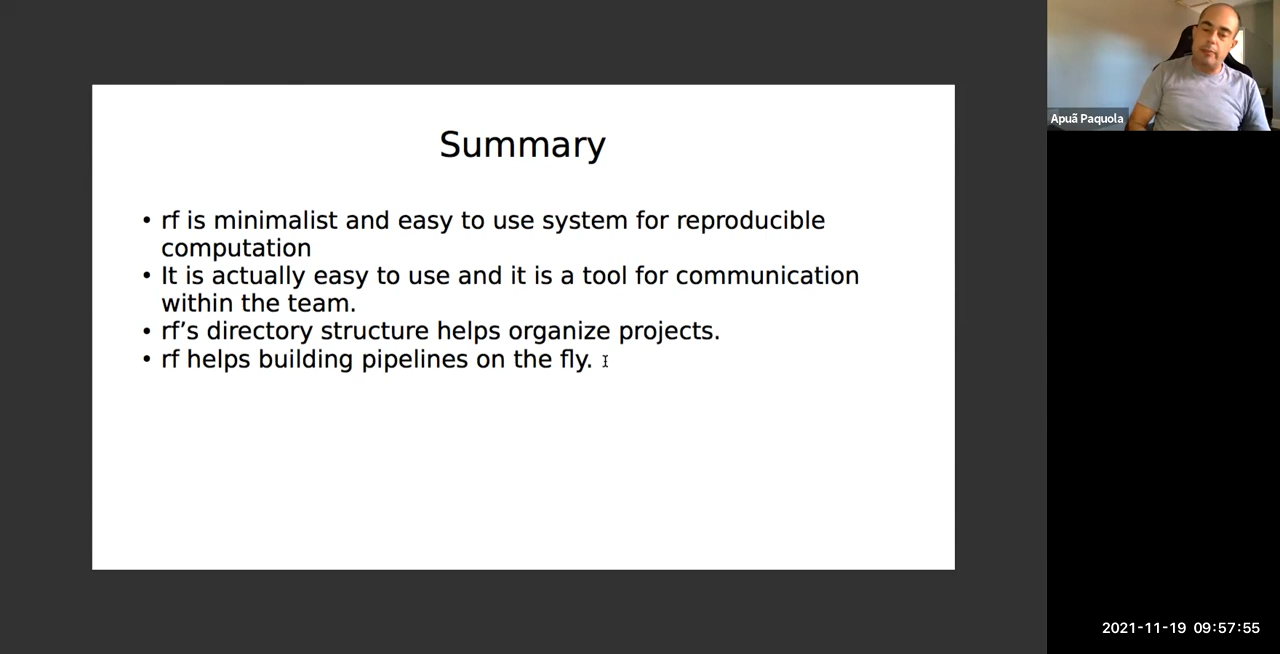 Summary
• rf is minimalist and easy to use system for reproducible
computation
• It is actually easy to use and it is a tool for communication
within the team.
• rf’s directory structure helps organize projects.
• rf helps building pipelines on the fly.
Apuã Paquola
2021-11-19 09:57:55